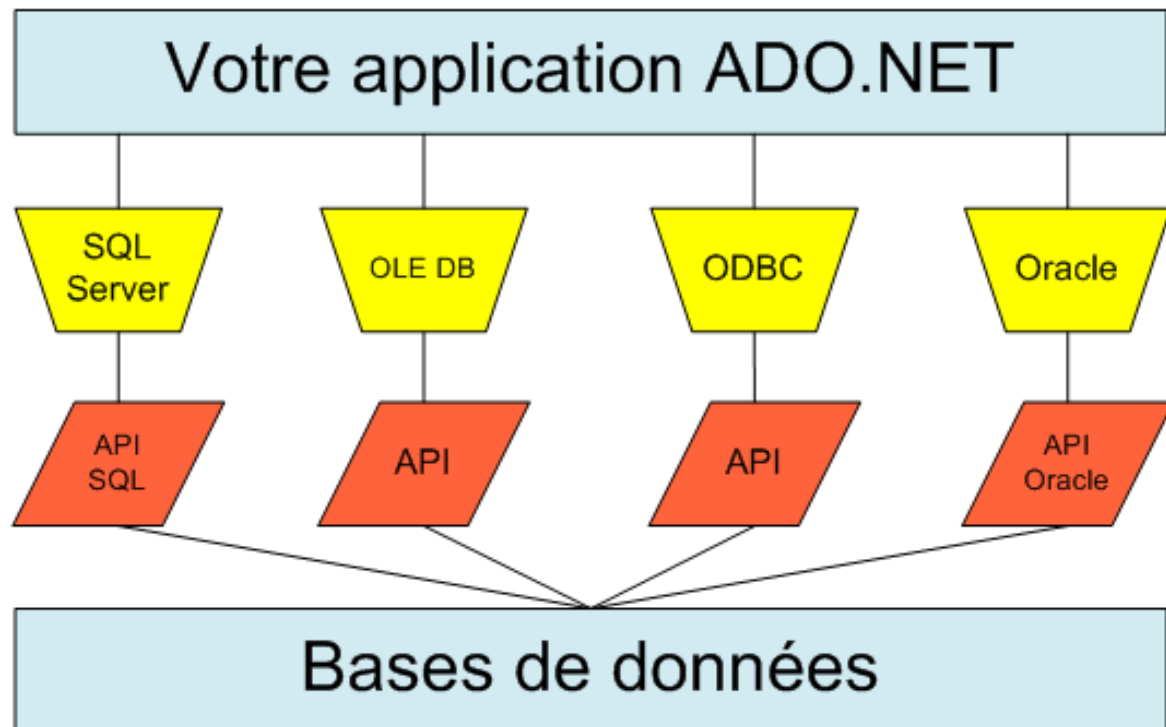 Votre application ADO.NET
SQL
Server
OLE DB
ODBC
Oracle
API
SQL
API
API
API
Oracle
Bases de données